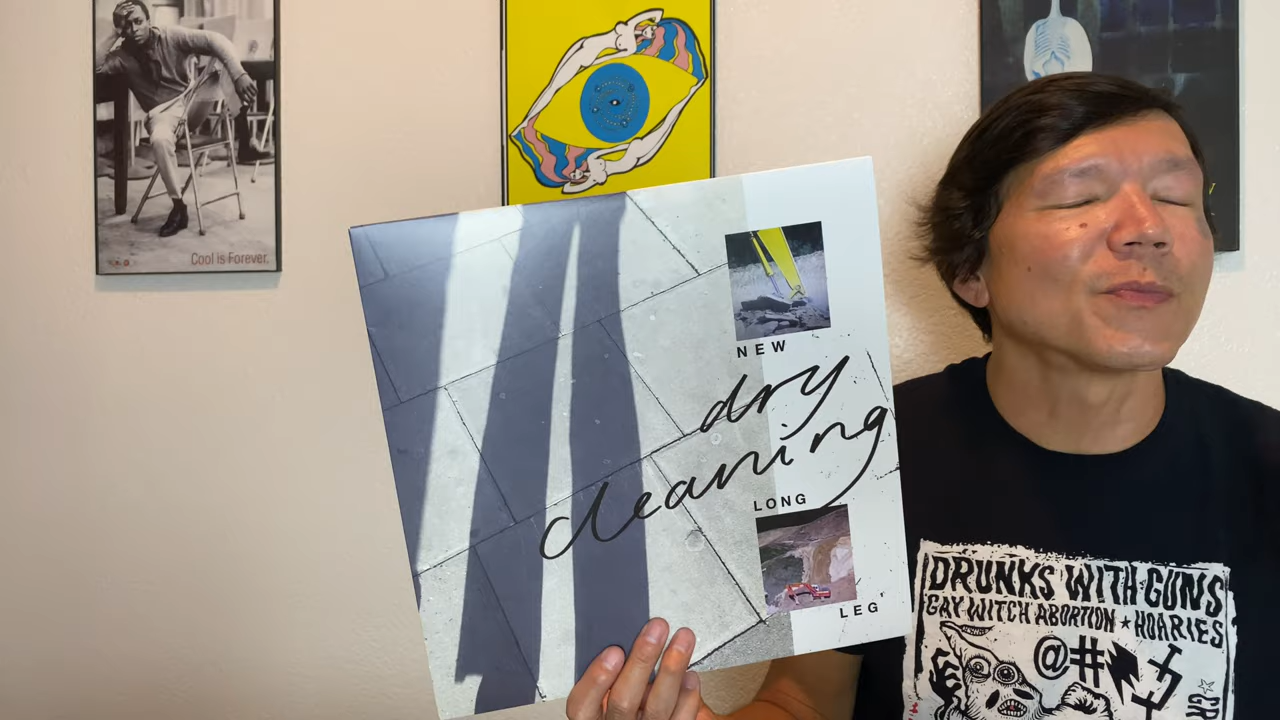 Cool is Forever.
NEW
dry
cleaning
LONG
LEG
DRUNKS WITH GUNS
GAY WITCH ABORTION ★ HOARIES
@#